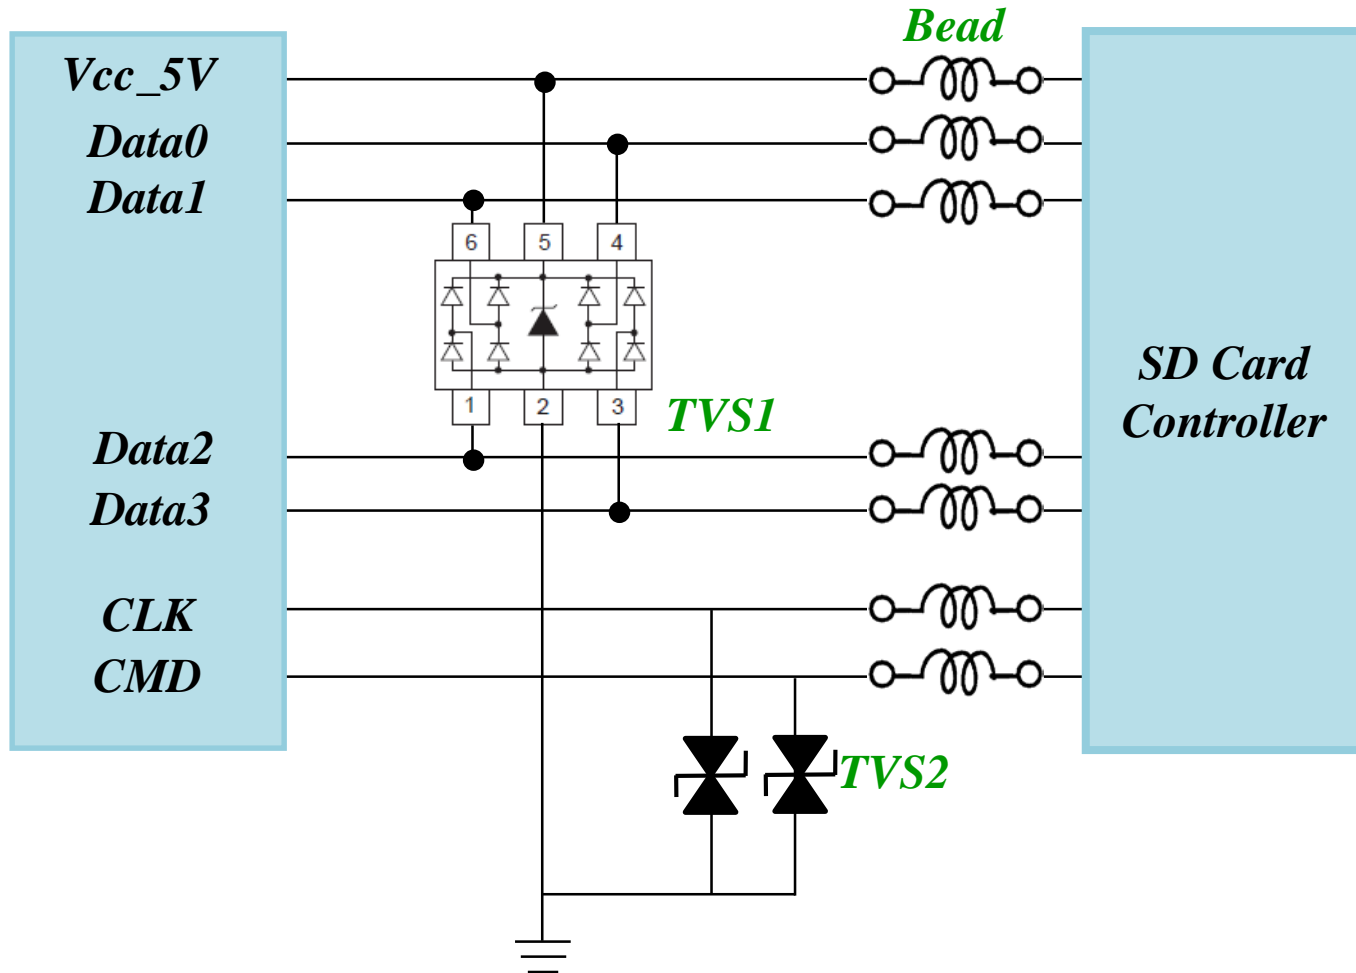 Bead
Vcc_5V
Data0
Data1
6 5 4
1 2 3
TVS1
Data2
Data3
SD Card
Controller
CLK
CMD
TVS2